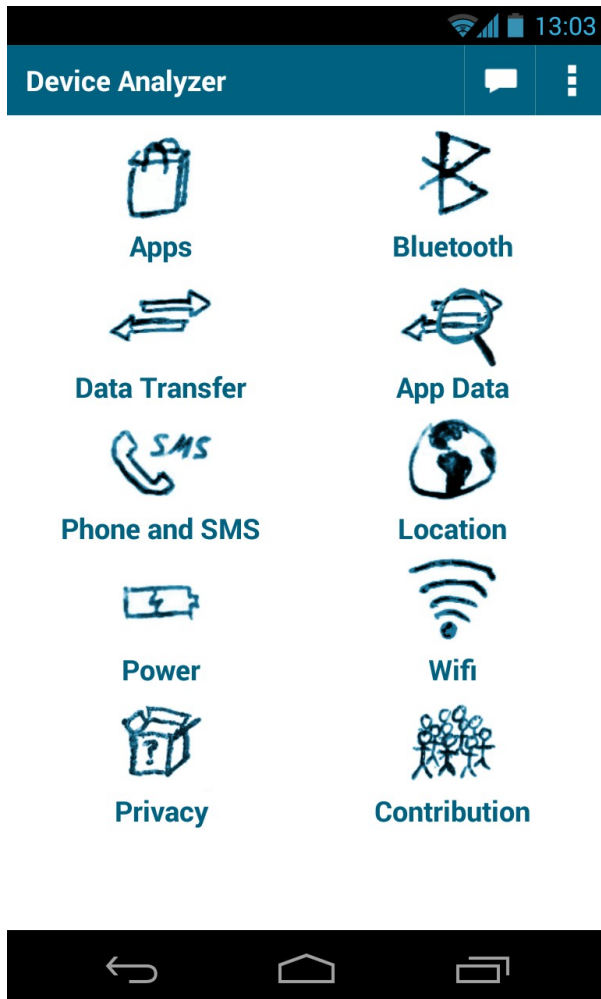 13:03
Device Analyzer
Apps
Bluetooth
Data Transfer
App Data
SMS
Phone and SMS
Location
Power
Wifi
?
Privacy
Contribution